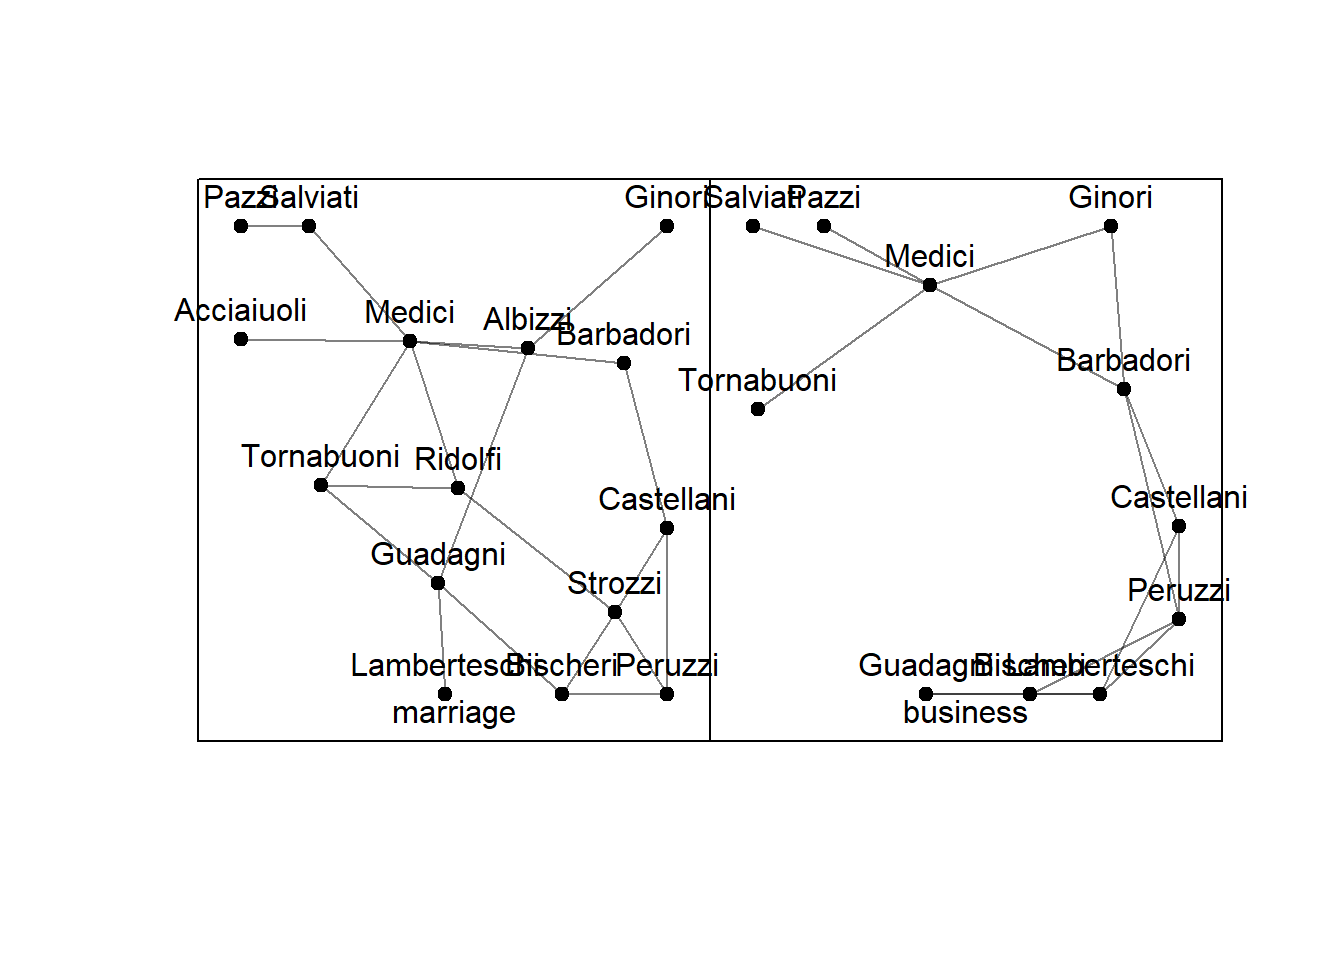 Pazzi Salviati Ginori
Acciaiuoli Medici Albizzi Barbadori
Tornabuoni Ridolfi
Castellani
Guadagni Strozzi
Lamberteschi Bischeri Peruzzi
marriage
Salviati Pazzi Ginori
Medici
Barbadori
Tornabuoni
Castellani
Peruzzi
Guadagni Bischeri Lamberteschi
business